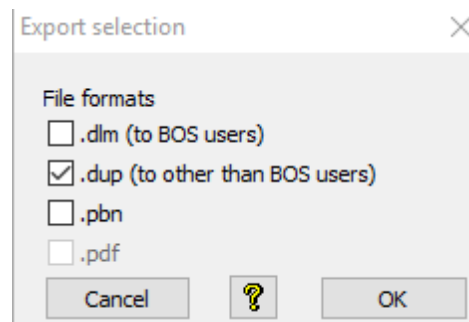 Export selection
File formats
.dlm (to BOS users)
.dup (to other than BOS users)
.pbn
.pdf
Cancel ? OK